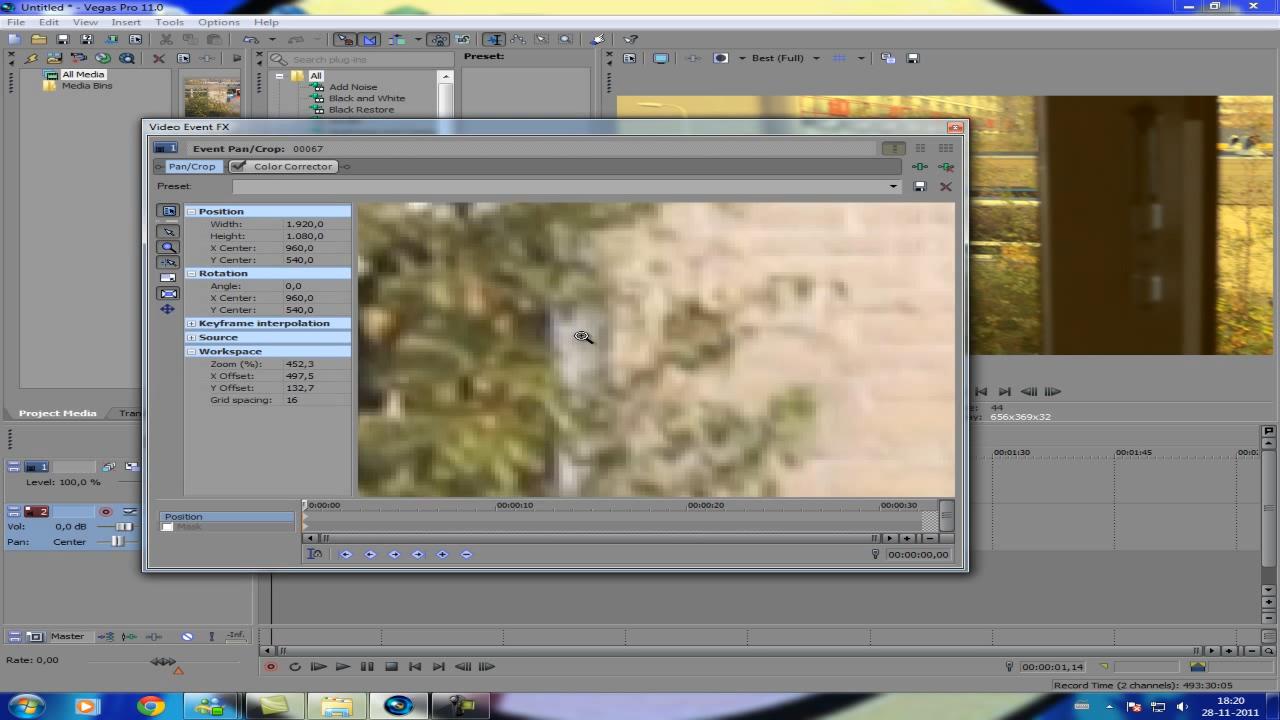 Untitled * - Vegas Pro 11.0
File Edit View Insert Tools Options Help
All Media
Media Bins
Search plug-ins
All
Add Noise
Black and White
Black Restore
Preset:
Best (Full)
Video Event FX
Event Pan/Crop: 00067
Pan/Crop Color Corrector
Preset:
Position
Width: 1.920,0
Height: 1.080,0
X Center: 960,0
Y Center: 540,0
Rotation
Angle: 0,0
X Center: 960,0
Y Center: 540,0
Keyframe interpolation
Source
Workspace
Zoom (%): 452,3
X Offset: 497,5
Y Offset: 132,7
Grid spacing: 16
Project Media Tran
44
656x369x32
1
Level: 100,0 %
2
Vol: 0,0 dB
Pan: Center
00:01:30 00:01:45 00:0
Position
Mask
0:00:00 00:00:10 00:00:20 00:00:30
00:00:00,00
Master
-Inf.
Rate: 0,00
00:00:01,14
Record Time (2 channels): 493:30:05
18:20
28-11-2011